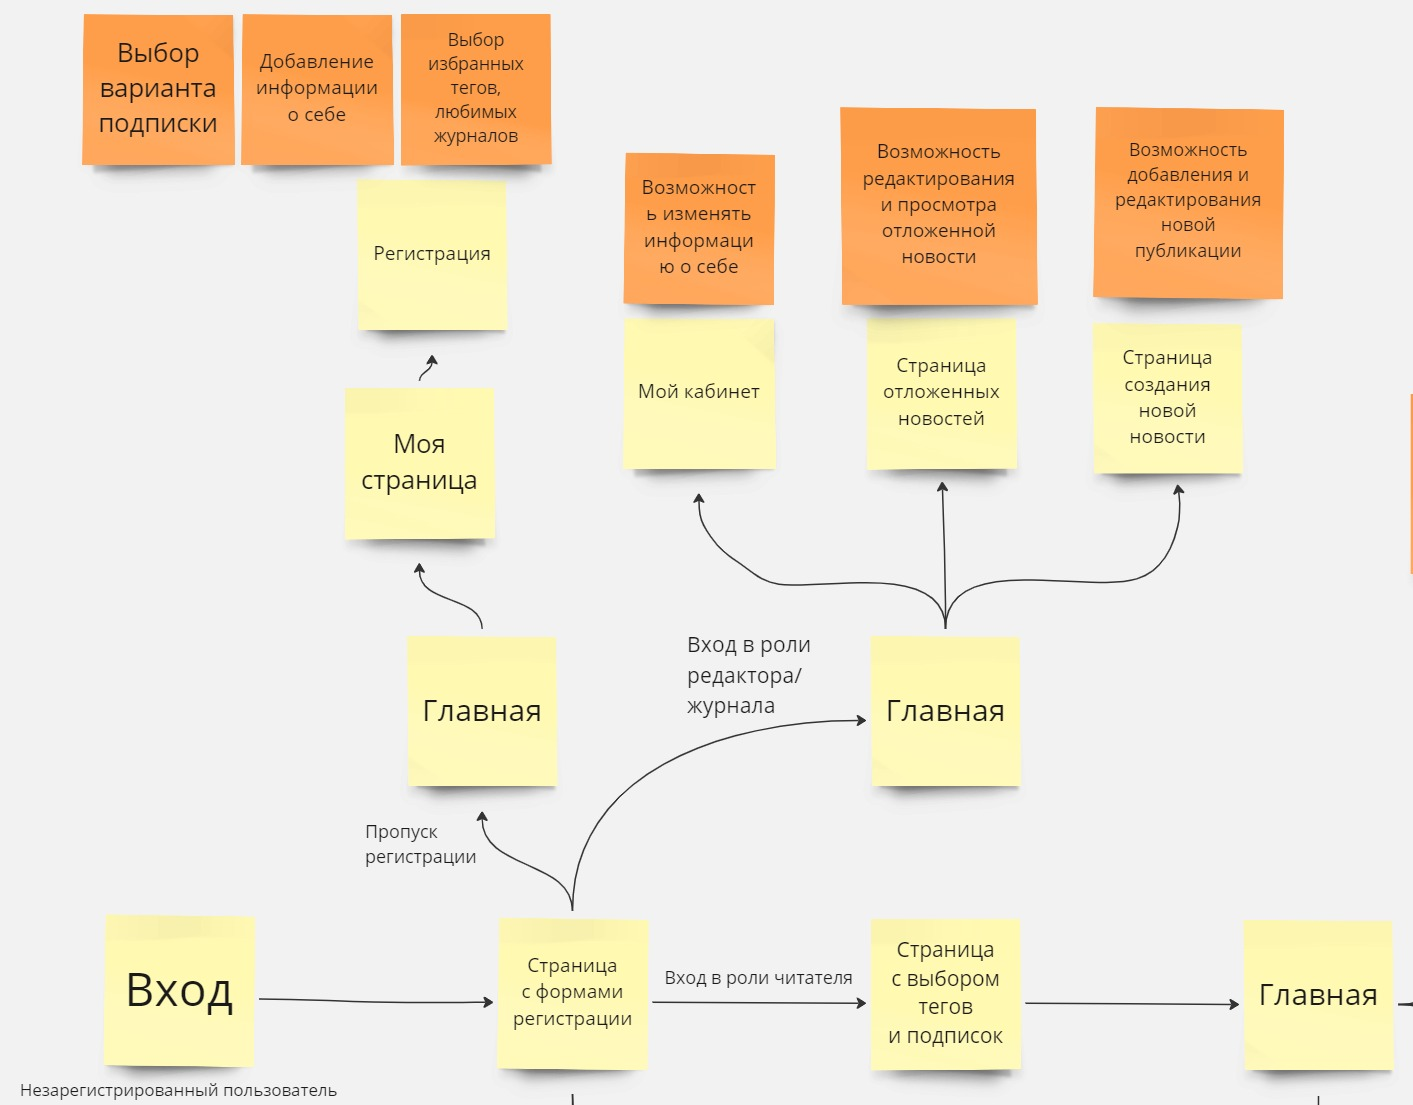 Выбор
варианта
подписки
Добавление
информации
о себе
Выбор
избранных
тегов,
любимых
журналов
Регистрация
Возможност
ь изменять
информаци
ю о себе
Возможность
редактирования
и просмотра
отложенной
новости
Возможность
добавления и
редактирования
новой
публикации
Мой кабинет
Страница
отложенных
новостей
Страница
создания
новой
новости
Моя
страница
Главная
Вход в роли
редактора/
журнала
Главная
Пропуск
регистрации
Вход
Страница
с формами
регистрации
Вход в роли читателя
Страница
с выбором
тегов
и подписок
Главная
Незарегистрированный пользователь